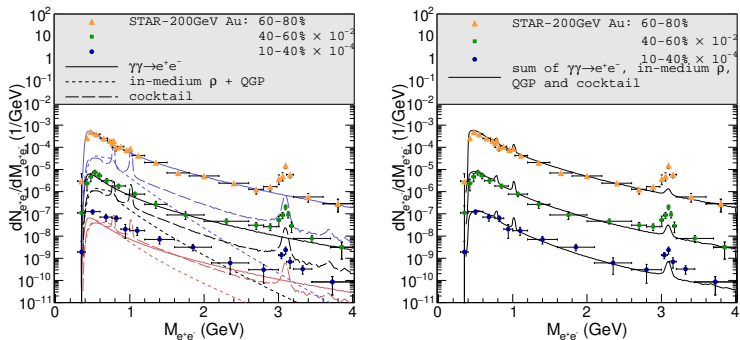 STAR-200GeV Au: 60-80%
40-60% × 10⁻²
10-40% × 10⁻⁴
γγ→e⁺e⁻
in-medium ρ + QGP
cocktail
dN_{e⁺e⁻}/dM_{e⁺e⁻} (1/GeV)
10²
10
1
10⁻¹
10⁻²
10⁻³
10⁻⁴
10⁻⁵
10⁻⁶
10⁻⁷
10⁻⁸
10⁻⁹
10⁻¹⁰
10⁻¹¹
0 1 2 3 4
M_{e⁺e⁻} (GeV)
STAR-200GeV Au: 60-80%
40-60% × 10⁻²
10-40% × 10⁻⁴
sum of γγ→e⁺e⁻, in-medium ρ,
QGP and cocktail
dN_{e⁺e⁻}/dM_{e⁺e⁻} (1/GeV)
10²
10
1
10⁻¹
10⁻²
10⁻³
10⁻⁴
10⁻⁵
10⁻⁶
10⁻⁷
10⁻⁸
10⁻⁹
10⁻¹⁰
10⁻¹¹
0 1 2 3 4
M_{e⁺e⁻} (GeV)